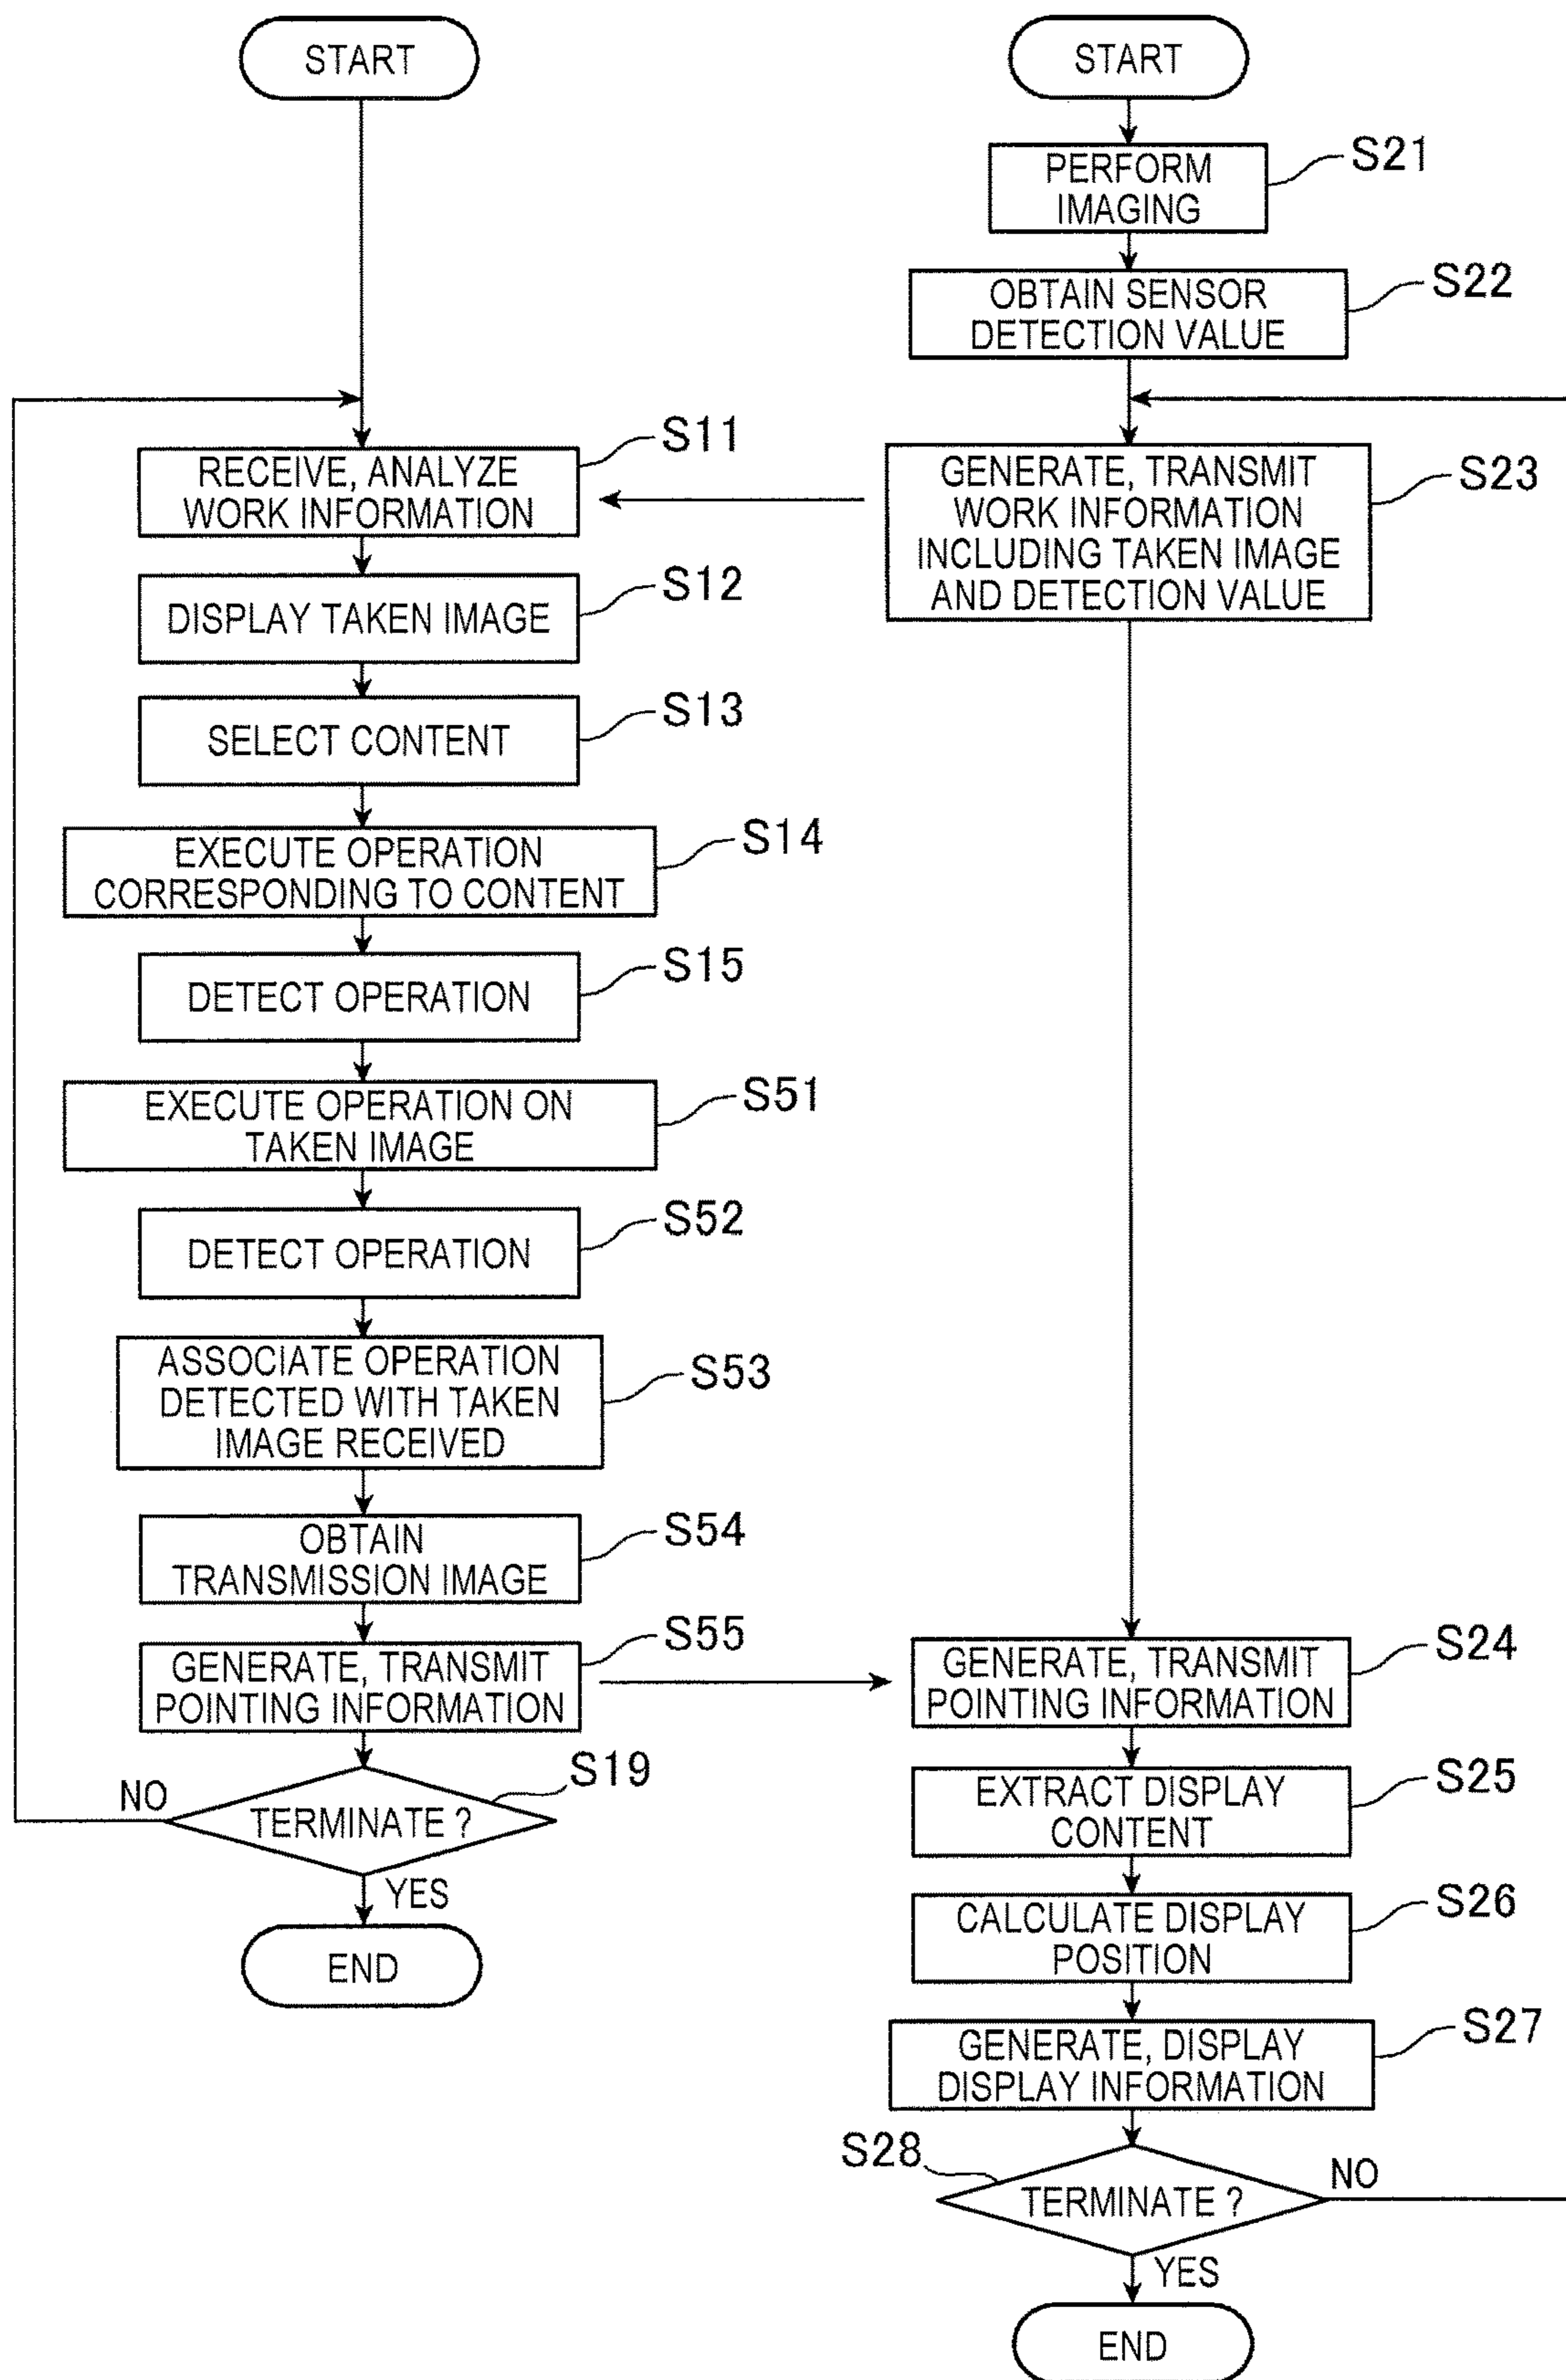 START
RECEIVE, ANALYZE
WORK INFORMATION
S11
DISPLAY TAKEN IMAGE
S12
SELECT CONTENT
S13
EXECUTE OPERATION
CORRESPONDING TO CONTENT
S14
DETECT OPERATION
S15
EXECUTE OPERATION ON
TAKEN IMAGE
S51
DETECT OPERATION
S52
ASSOCIATE OPERATION
DETECTED WITH TAKEN
IMAGE RECEIVED
S53
OBTAIN
TRANSMISSION IMAGE
S54
GENERATE, TRANSMIT
POINTING INFORMATION
S55
TERMINATE ?
S19
NO
YES
END
START
PERFORM
IMAGING
S21
OBTAIN SENSOR
DETECTION VALUE
S22
GENERATE, TRANSMIT
WORK INFORMATION
INCLUDING TAKEN IMAGE
AND DETECTION VALUE
S23
GENERATE, TRANSMIT
POINTING INFORMATION
S24
EXTRACT DISPLAY
CONTENT
S25
CALCULATE DISPLAY
POSITION
S26
GENERATE, DISPLAY
DISPLAY INFORMATION
S27
S28
TERMINATE ?
NO
YES
END